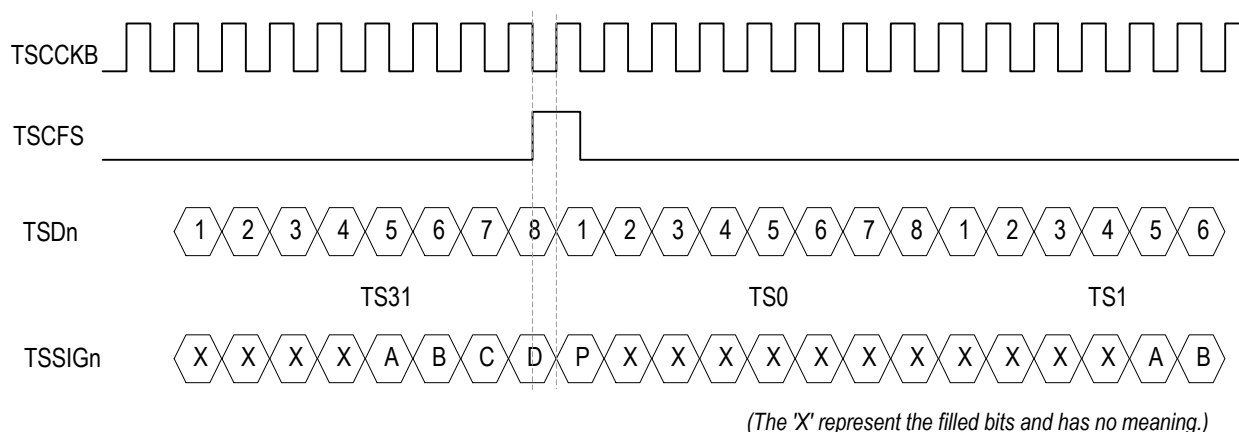 TSCCKB
TSCFS
TSDn 1 2 3 4 5 6 7 8 1 2 3 4 5 6 7 8 1 2 3 4 5 6
TS31 TS0 TS1
TSSIGn X X X X A B C D P X X X X X X X X X X X A B
(The 'X' represent the filled bits and has no meaning.)